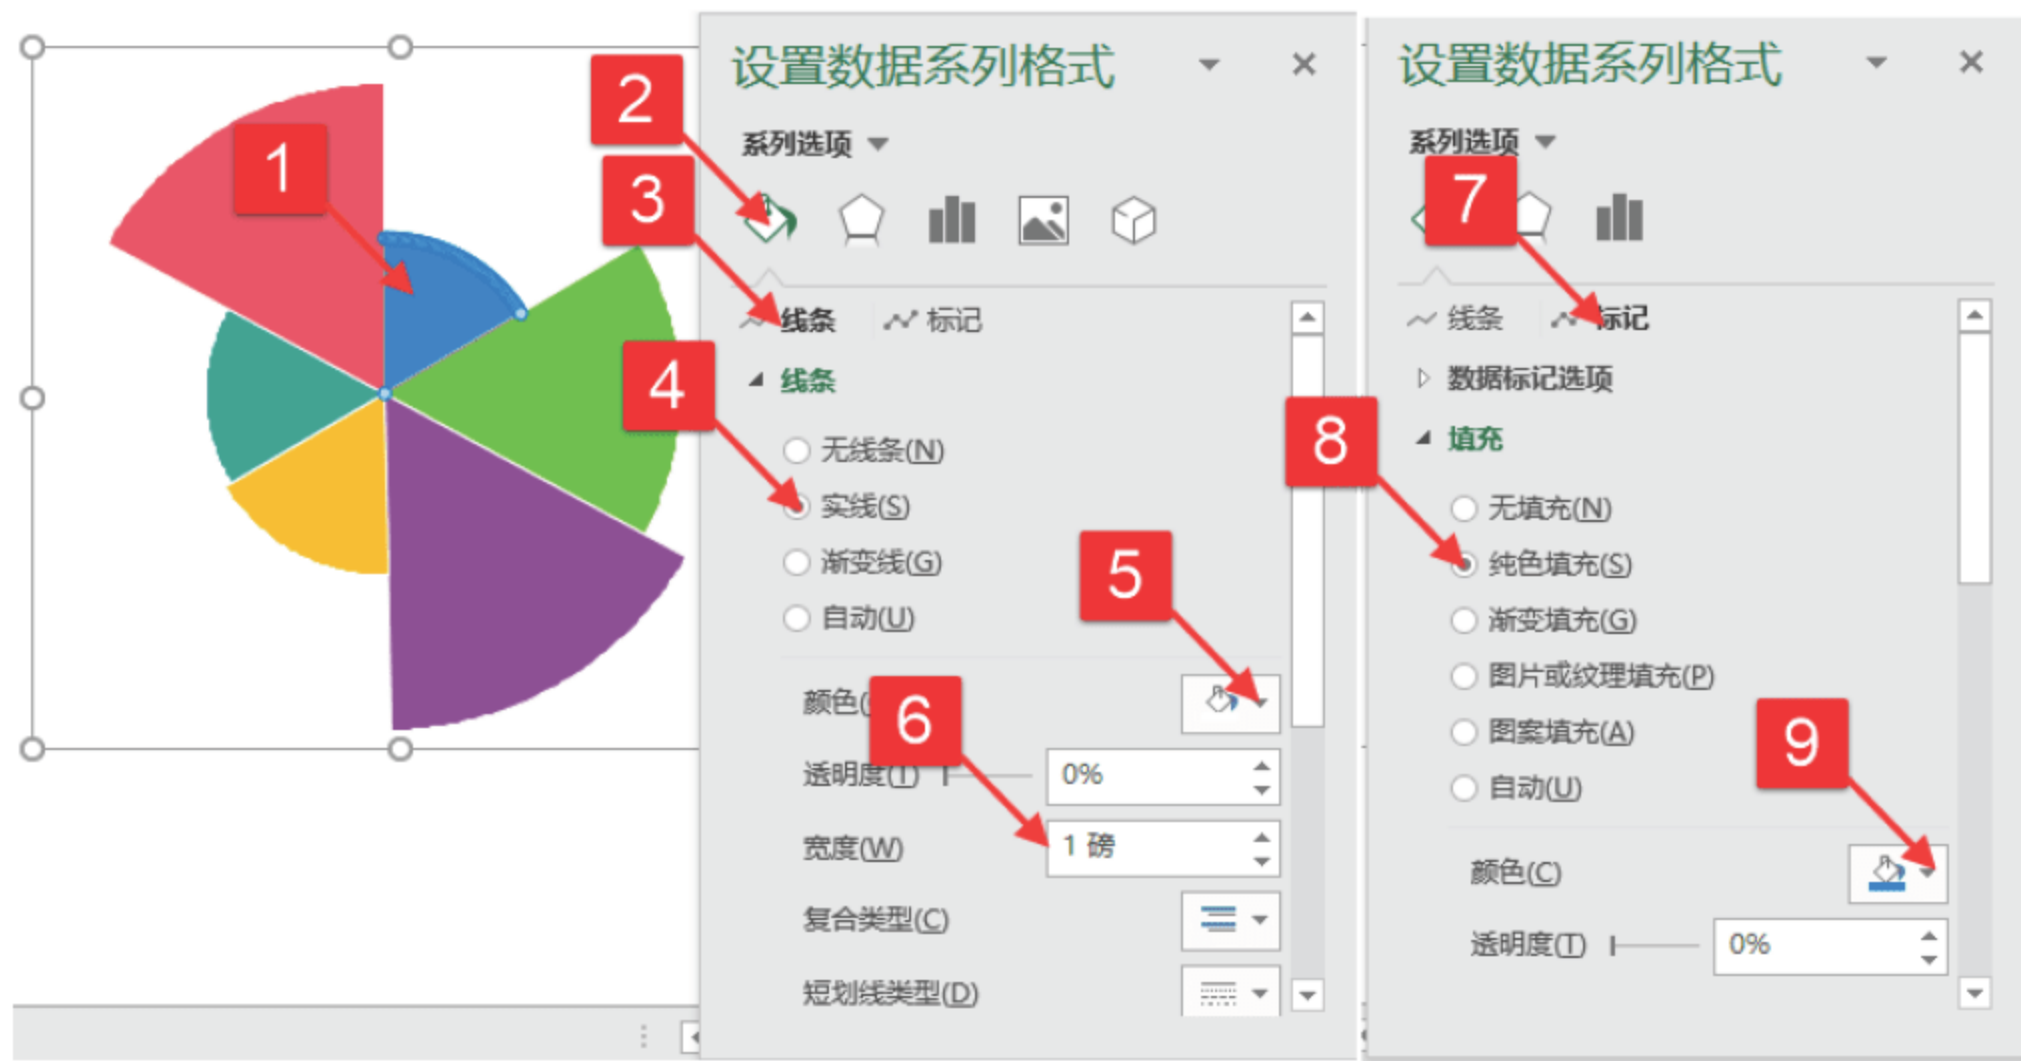 1
2
3
4
5
6
设置数据系列格式
系列选项
线条
标记
线条
无线条(N)
实线(S)
渐变线(G)
自动(U)
颜色(
透明度(T)
0%
宽度(W)
1 磅
复合类型(C)
短划线类型(D)
7
8
9
设置数据系列格式
系列选项
线条
标记
数据标记选项
填充
无填充(N)
纯色填充(S)
渐变填充(G)
图片或纹理填充(P)
图案填充(A)
自动(U)
颜色(C)
透明度(T)
0%